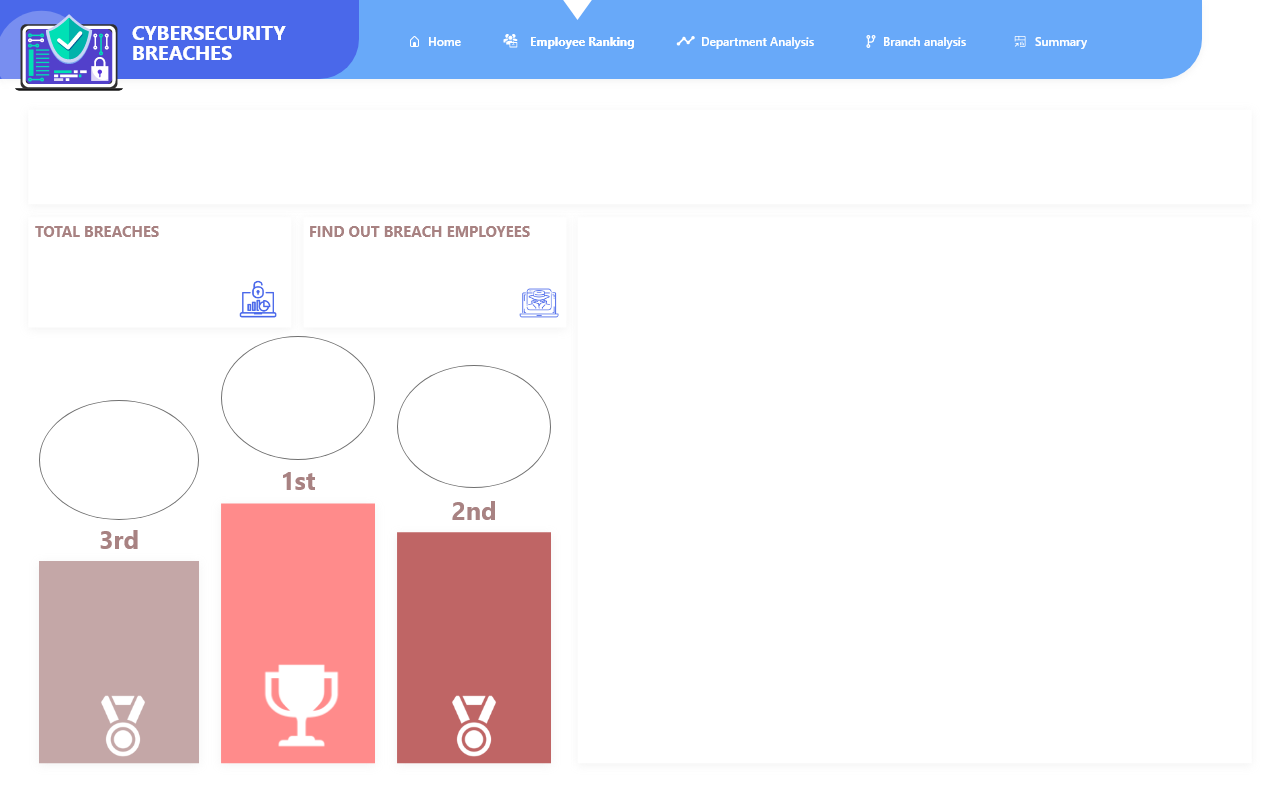 CYBERSECURITY
BREACHES
Home
Employee Ranking
Department Analysis
Branch analysis
Summary
TOTAL BREACHES
FIND OUT BREACH EMPLOYEES
1st
2nd
3rd